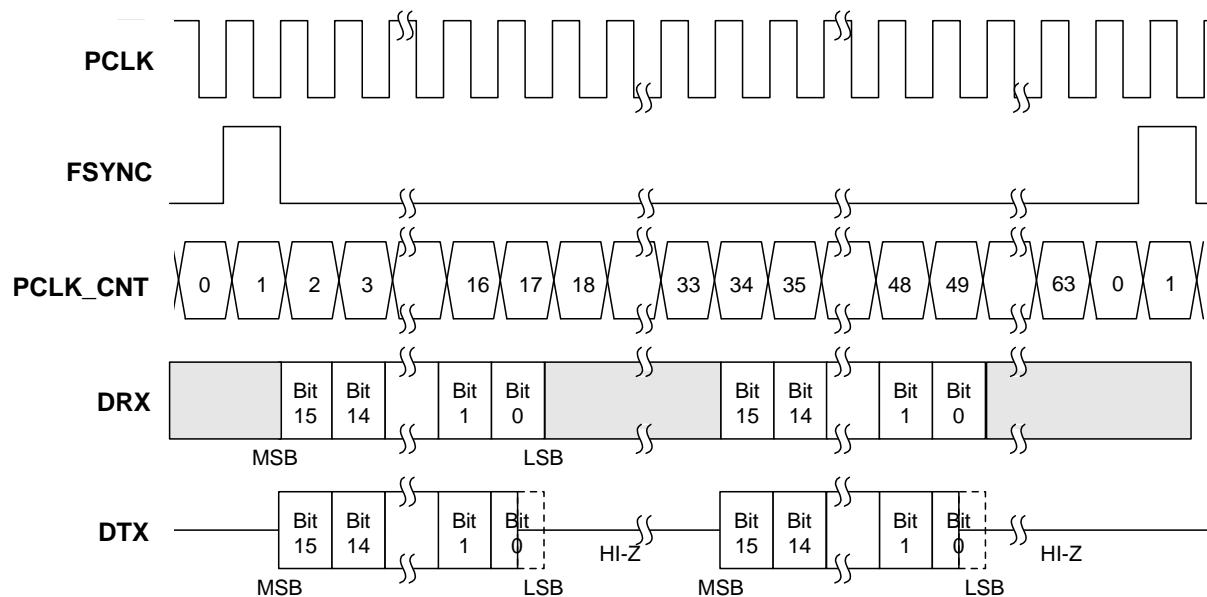 PCLK
FSYNC
PCLK_CNT 0 1 2 3 16 17 18 33 34 35 48 49 63 0 1
DRX Bit 15 Bit 14 Bit 1 Bit 0 Bit 15 Bit 14 Bit 1 Bit 0
MSB LSB
DTX Bit 15 Bit 14 Bit 1 Bit 0 HI-Z Bit 15 Bit 14 Bit 1 Bit 0 HI-Z
MSB LSB MSB LSB